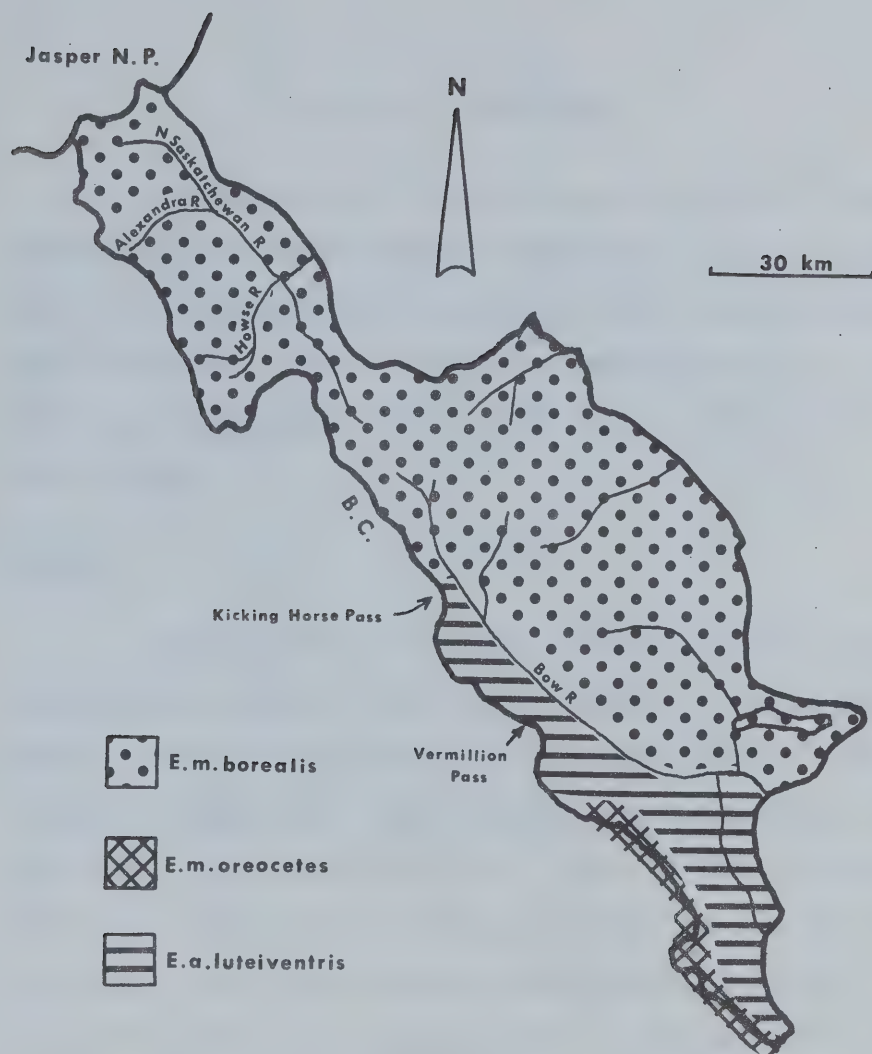 Jasper N.P.
N
N Saskatchewan R
Alexandra R
30 km
Howse R
B.C.
Kicking Horse Pass
Bow R
Vermillion
Pass
E.m.borealis
E.m.oreocetes
E.a.luteiventris